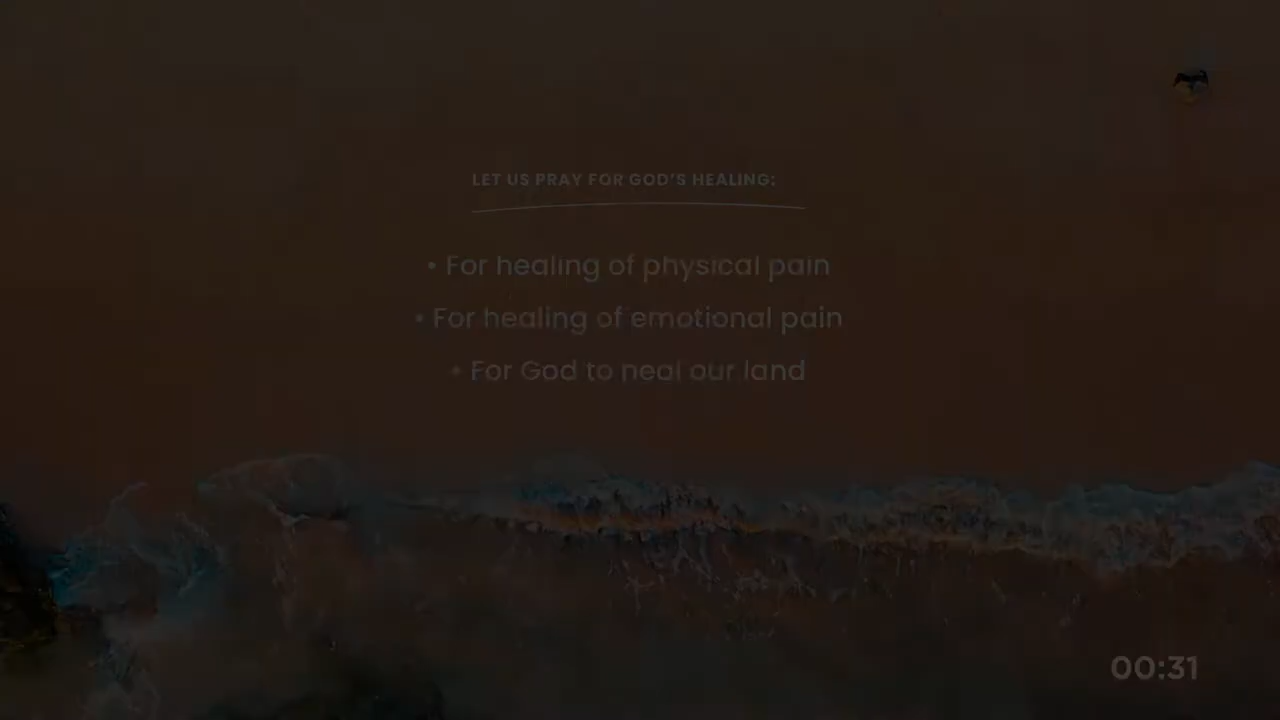 LET US PRAY FOR GOD'S HEALING:
• For healing of physical pain
• For healing of emotional pain
• For God to heal our land
00:31